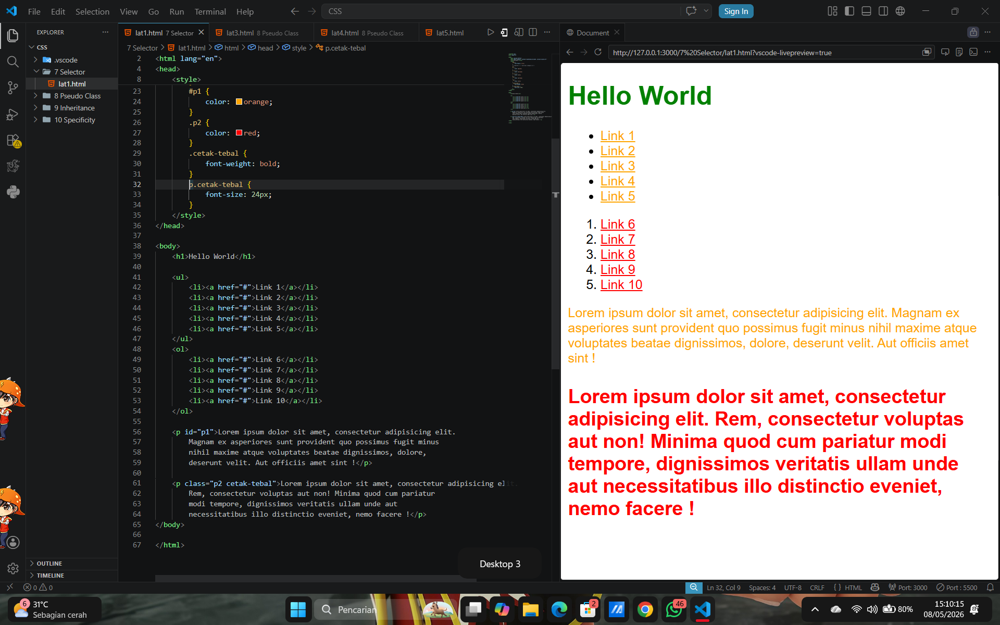 File Edit Selection View Go Run Terminal Help
CSS
Sign In
EXPLORER
CSS
.vscode
7 Selector
lat1.html
8 Pseudo Class
9 Inheritance
10 Specificity
OUTLINE
TIMELINE
lat1.html 7 Selector
lat3.html 8 Pseudo Class
lat4.html 8 Pseudo Class
lat5.html
7 Selector > lat1.html > html > head > style > p.cetak-tebal
2 <html lang="en">
4 <head>
8 <style>
23 #p1 {
24 color: orange;
25 }
26 .p2 {
27 color: red;
28 }
29 .cetak-tebal {
30 font-weight: bold;
31 }
32 p.cetak-tebal {
33 font-size: 24px;
34 }
35 </style>
36 </head>
37
38 <body>
39 <h1>Hello World</h1>
40
41 <ul>
42 <li><a href="#">Link 1</a></li>
43 <li><a href="#">Link 2</a></li>
44 <li><a href="#">Link 3</a></li>
45 <li><a href="#">Link 4</a></li>
46 <li><a href="#">Link 5</a></li>
47 </ul>
48 <ol>
49 <li><a href="#">Link 6</a></li>
50 <li><a href="#">Link 7</a></li>
51 <li><a href="#">Link 8</a></li>
52 <li><a href="#">Link 9</a></li>
53 <li><a href="#">Link 10</a></li>
54 </ol>
55
56 <p id="p1">Lorem ipsum dolor sit amet, consectetur adipisicing elit.
57 Magnam ex asperiores sunt provident quo possimus fugit minus
58 nihil maxime atque voluptates beatae dignissimos, dolore,
59 deserunt velit. Aut officiis amet sint !</p>
60
61 <p class="p2 cetak-tebal">Lorem ipsum dolor sit amet, consectetur adipisicing elit.
62 Rem, consectetur voluptas aut non! Minima quod cum pariatur
63 modi tempore, dignissimos veritatis ullam unde aut
64 necessitatibus illo distinctio eveniet, nemo facere !</p>
65 </body>
66
67 </html>
Document
http://127.0.0.1:3000/7%20Selector/lat1.html?vscode-livepreview=true
Hello World
• Link 1
• Link 2
• Link 3
• Link 4
• Link 5
1. Link 6
2. Link 7
3. Link 8
4. Link 9
5. Link 10
Lorem ipsum dolor sit amet, consectetur adipisicing elit. Magnam ex
asperiores sunt provident quo possimus fugit minus nihil maxime atque
voluptates beatae dignissimos, dolore, deserunt velit. Aut officiis amet
sint !
Lorem ipsum dolor sit amet, consectetur
adipisicing elit. Rem, consectetur voluptas
aut non! Minima quod cum pariatur modi
tempore, dignissimos veritatis ullam unde
aut necessitatibus illo distinctio eveniet,
nemo facere !
Desktop 3
0 0
Ln 32, Col 9 Spaces: 4 UTF-8 CRLF { } HTML Port: 3000 Port : 5500
6
31°C
Sebagian cerah
Pencarian
2
46
80%
15:10:15
08/05/2026